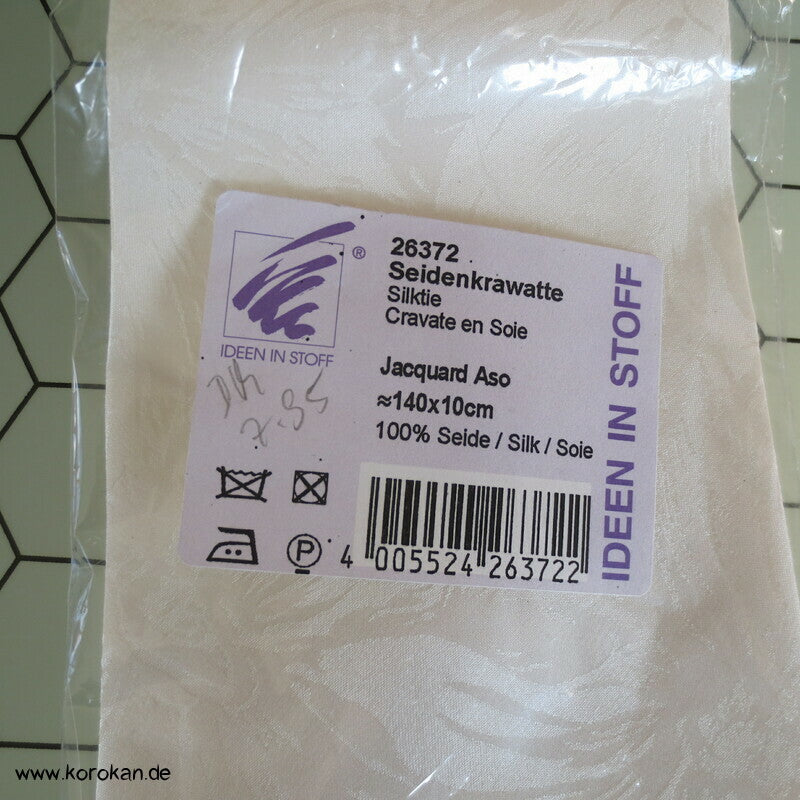 26372
Seidenkrawatte
Silktie
Cravate en Soie
Jacquard Aso
≈140x10cm
100% Seide / Silk / Soie
®
IDEEN IN STOFF
P
4 005524 263722
IDEEN IN STOFF
www.korokan.de